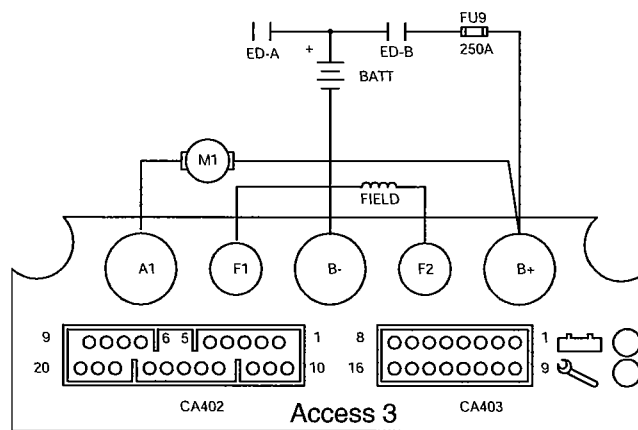 FU9
ED-A + ED-B 250A
BATT
M1
FIELD
A1 F1 B- F2 B+
9 6 5 1 8 1
20 10 16 9
CA402 Access 3 CA403